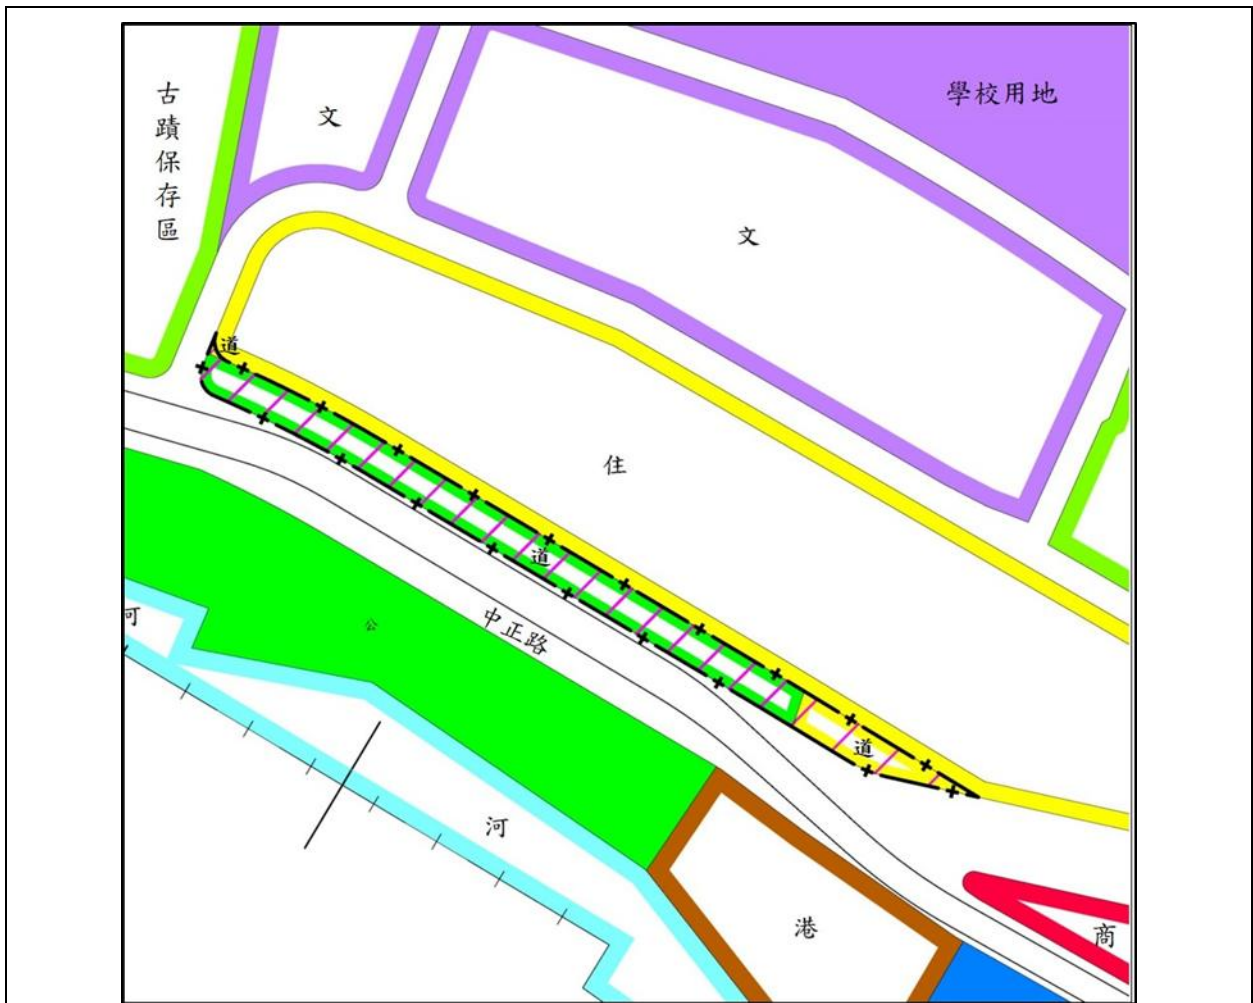 學校用地
古蹟保存區
文
文
道
住
道
公
中正路
河
道
河
港
商